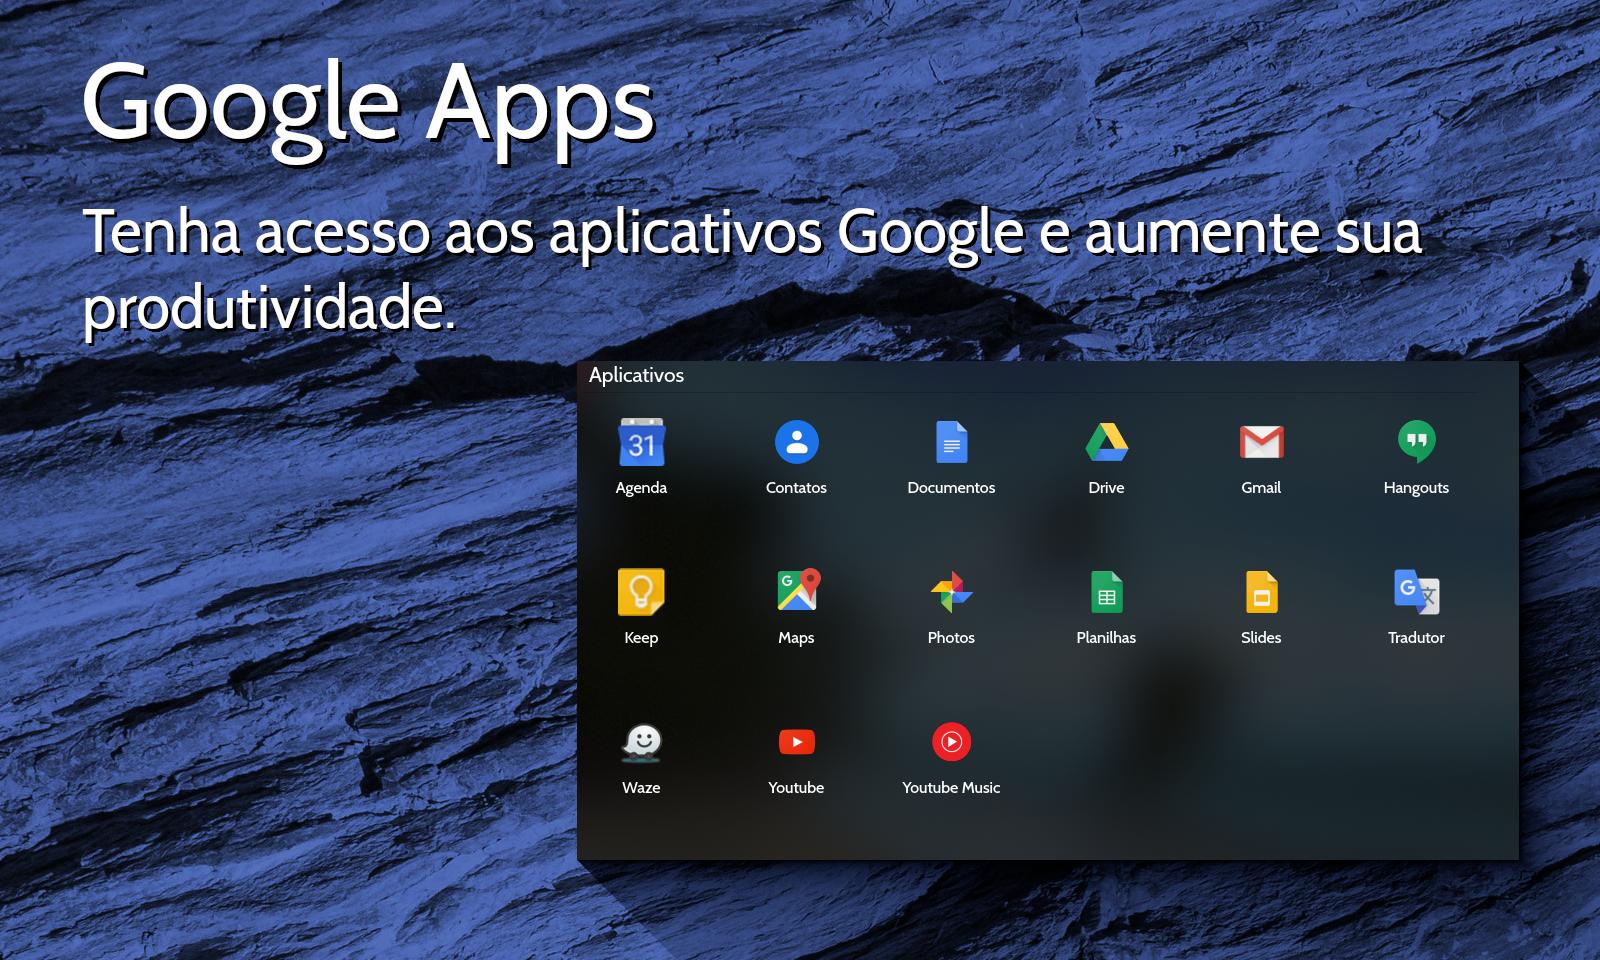 Google Apps
Tenha acesso aos aplicativos Google e aumente sua
produtividade.
Aplicativos
31
Agenda
Contatos
Documentos
Drive
Gmail
Hangouts
Keep
G
Maps
Photos
Planilhas
Slides
G 文
Tradutor
Waze
Youtube
Youtube Music